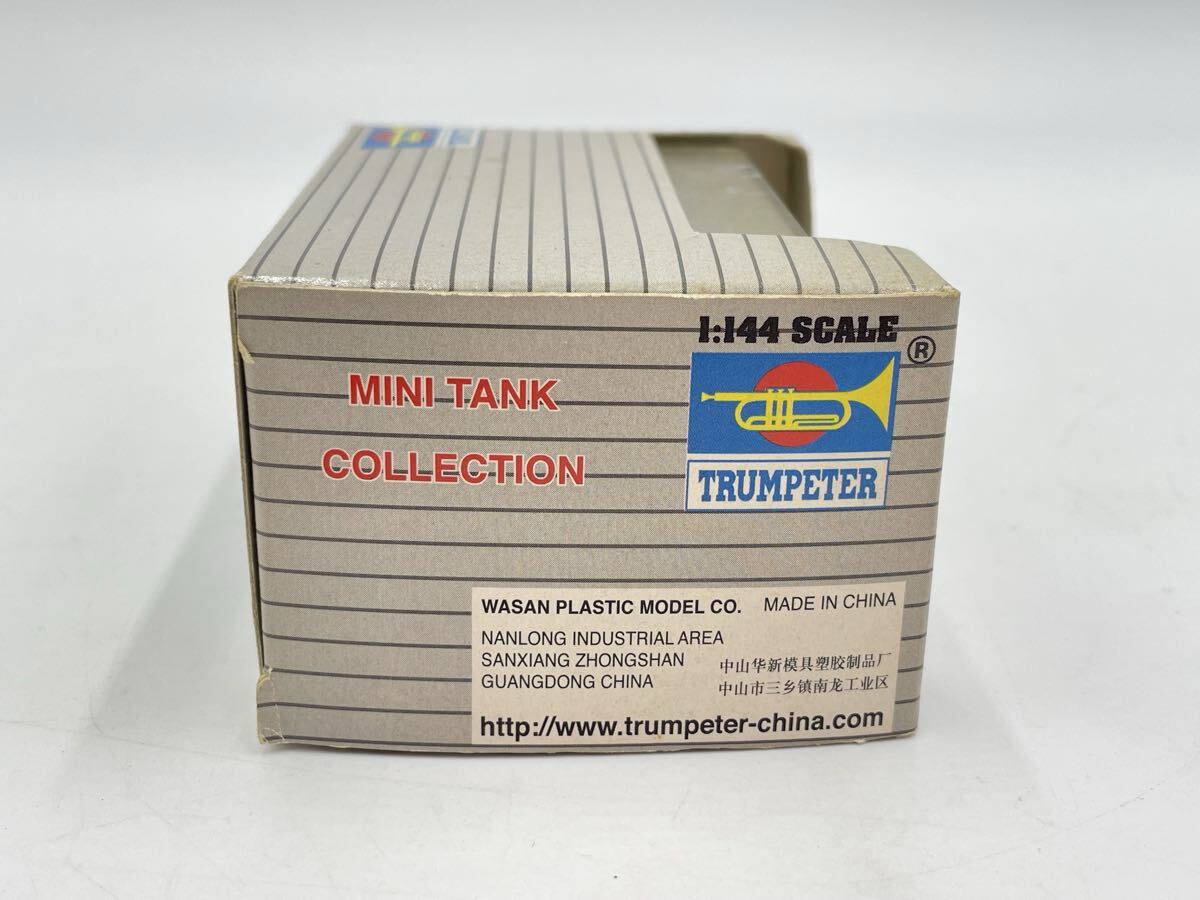 1:144 SCALE
®
MINI TANK
COLLECTION
TRUMPETER
WASAN PLASTIC MODEL CO. MADE IN CHINA
NANLONG INDUSTRIAL AREA
SANXIANG ZHONGSHAN
GUANGDONG CHINA
中山华新模具塑胶制品厂
中山市三乡镇南龙工业区
http://www.trumpeter-china.com